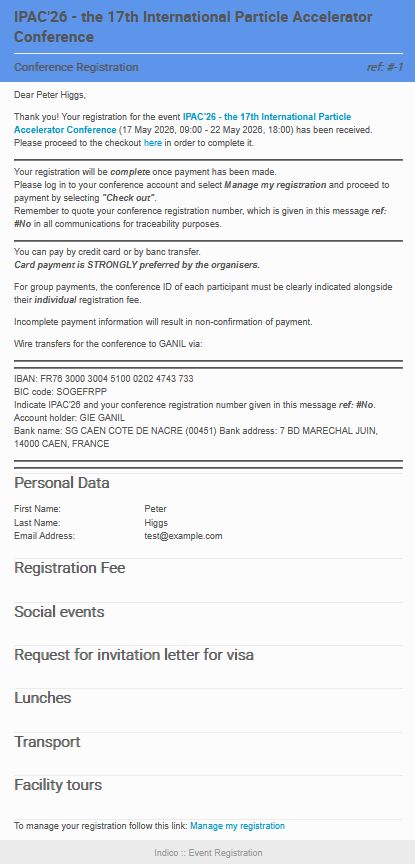 IPAC'26 - the 17th International Particle Accelerator
Conference
Conference Registration
ref: #-1
Dear Peter Higgs,
Thank you! Your registration for the event IPAC'26 - the 17th International Particle
Accelerator Conference (17 May 2026, 09:00 - 22 May 2026, 18:00) has been received.
Please proceed to the checkout here in order to complete it.
Your registration will be complete once payment has been made.
Please log in to your conference account and select Manage my registration and proceed to
payment by selecting "Check out".
Remember to quote your conference registration number, which is given in this message ref:
#No in all communications for traceability purposes.
You can pay by credit card or by banc transfer.
Card payment is STRONGLY preferred by the organisers.
For group payments, the conference ID of each participant must be clearly indicated alongside
their individual registration fee.
Incomplete payment information will result in non-confirmation of payment.
Wire transfers for the conference to GANIL via:
IBAN: FR76 3000 3004 5100 0202 4743 733
BIC code: SOGEFRPP
Indicate IPAC'26 and your conference registration number given in this message ref: #No.
Account holder: GIE GANIL
Bank name: SG CAEN COTE DE NACRE (00451) Bank address: 7 BD MARECHAL JUIN,
14000 CAEN, FRANCE
Personal Data
First Name: Peter
Last Name: Higgs
Email Address: test@example.com
Registration Fee
Social events
Request for invitation letter for visa
Lunches
Transport
Facility tours
To manage your registration follow this link: Manage my registration
Indico :: Event Registration